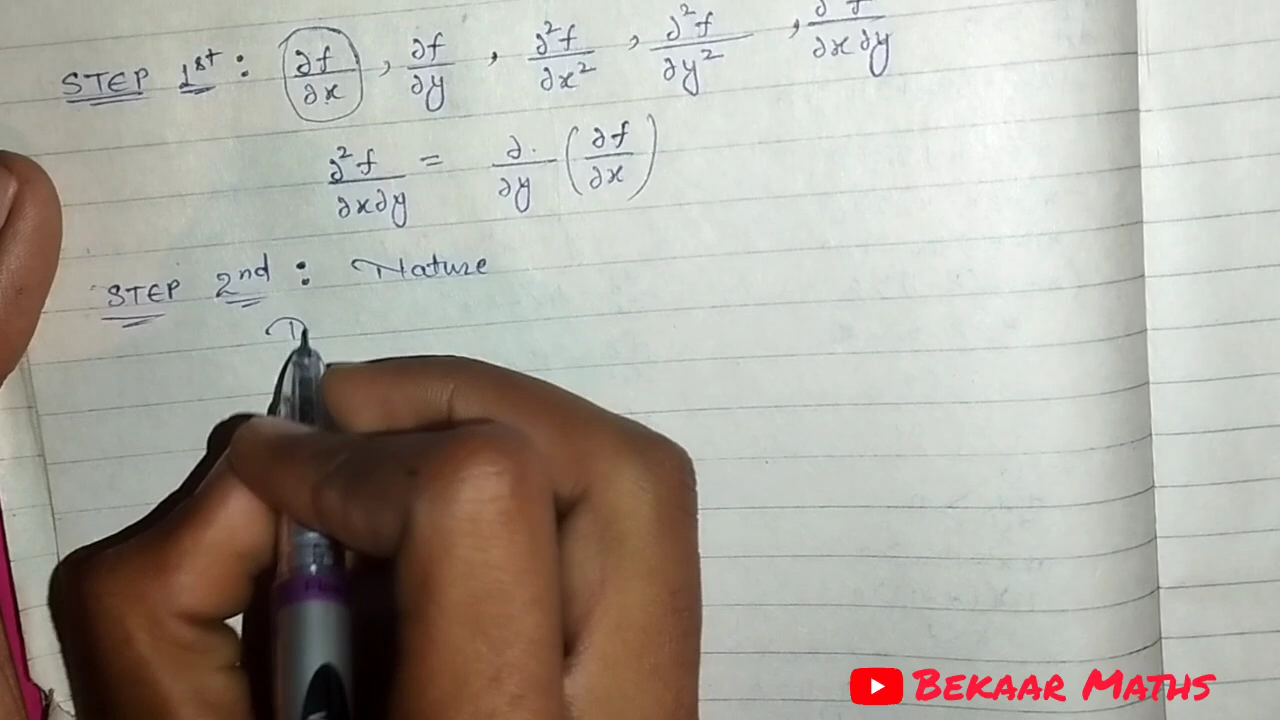 STEP 1st : ∂f/∂x , ∂f/∂y , ∂²f/∂x² , ∂²f/∂y² , ∂²f/∂x∂y
∂²f/∂x∂y = ∂/∂y (∂f/∂x)
STEP 2nd : Nature
BEKAAR MATHS